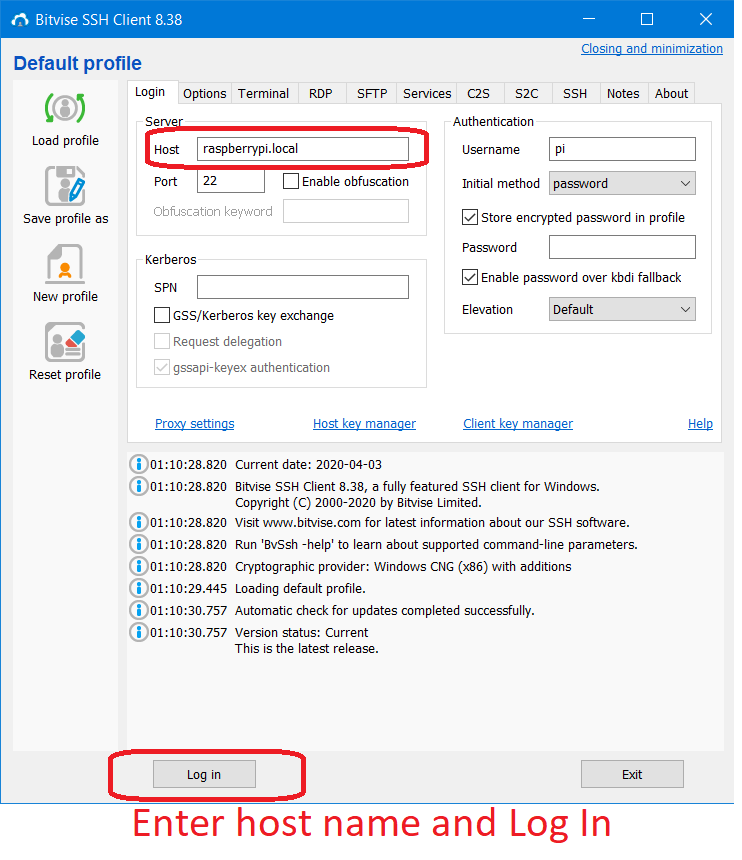 Bitvise SSH Client 8.38
Closing and minimization
Default profile
Load profile
Save profile as
New profile
Reset profile
Login Options Terminal RDP SFTP Services C2S S2C SSH Notes About
Server
Host raspberrypi.local
Port 22 Enable obfuscation
Obfuscation keyword
Kerberos
SPN
GSS/Kerberos key exchange
Request delegation
gssapi-keyex authentication
Authentication
Username pi
Initial method password
Store encrypted password in profile
Password
Enable password over kbdi fallback
Elevation Default
Proxy settings Host key manager Client key manager Help
01:10:28.820 Current date: 2020-04-03
01:10:28.820 Bitvise SSH Client 8.38, a fully featured SSH client for Windows.
Copyright (C) 2000-2020 by Bitvise Limited.
01:10:28.820 Visit www.bitvise.com for latest information about our SSH software.
01:10:28.820 Run 'BvSsh -help' to learn about supported command-line parameters.
01:10:28.820 Cryptographic provider: Windows CNG (x86) with additions
01:10:29.445 Loading default profile.
01:10:30.757 Automatic check for updates completed successfully.
01:10:30.757 Version status: Current
This is the latest release.
Log in Exit
Enter host name and Log In